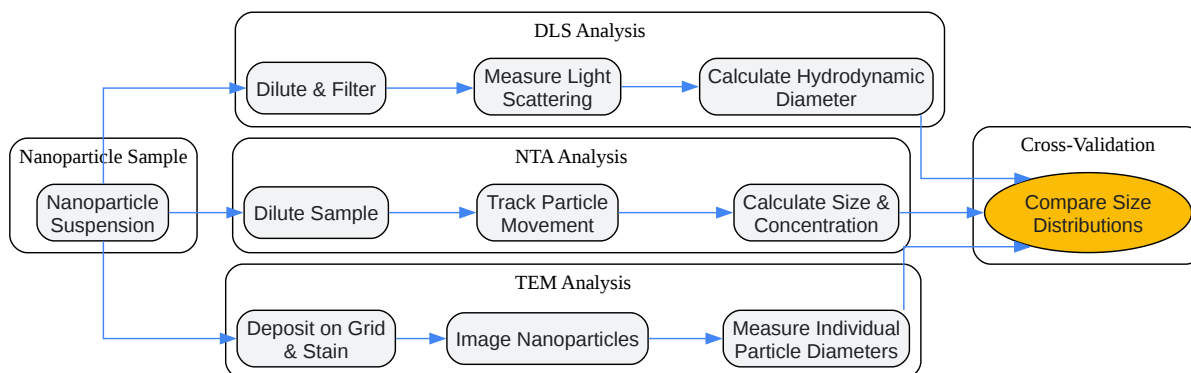 DLS Analysis
Dilute & Filter
Measure Light
Scattering
Calculate Hydrodynamic
Diameter
Nanoparticle Sample
Nanoparticle
Suspension
NTA Analysis
Dilute Sample
Track Particle
Movement
Calculate Size &
Concentration
Cross-Validation
Compare Size
Distributions
TEM Analysis
Deposit on Grid
& Stain
Image Nanoparticles
Measure Individual
Particle Diameters